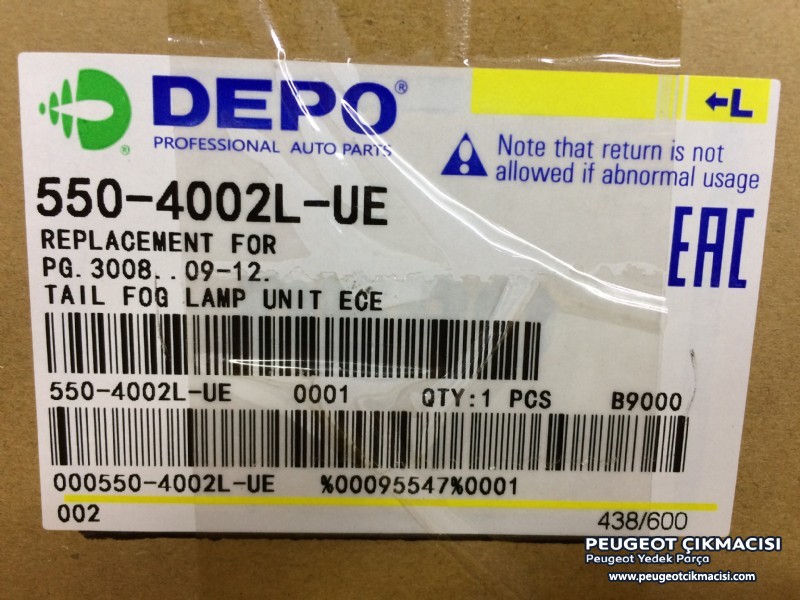 DEPO®
PROFESSIONAL AUTO PARTS
®
←L
Note that return is not
allowed if abnormal usage
550-4002L-UE
REPLACEMENT FOR
PG.3008..09-12.
TAIL FOG LAMP UNIT ECE
EAC
550-4002L-UE 0001 QTY:1 PCS B9000
000550-4002L-UE %00095547%0001
002 438/600
PEUGEOT ÇIKMACISI
Peugeot Yedek Parça
www.peugeotcikmacisi.com